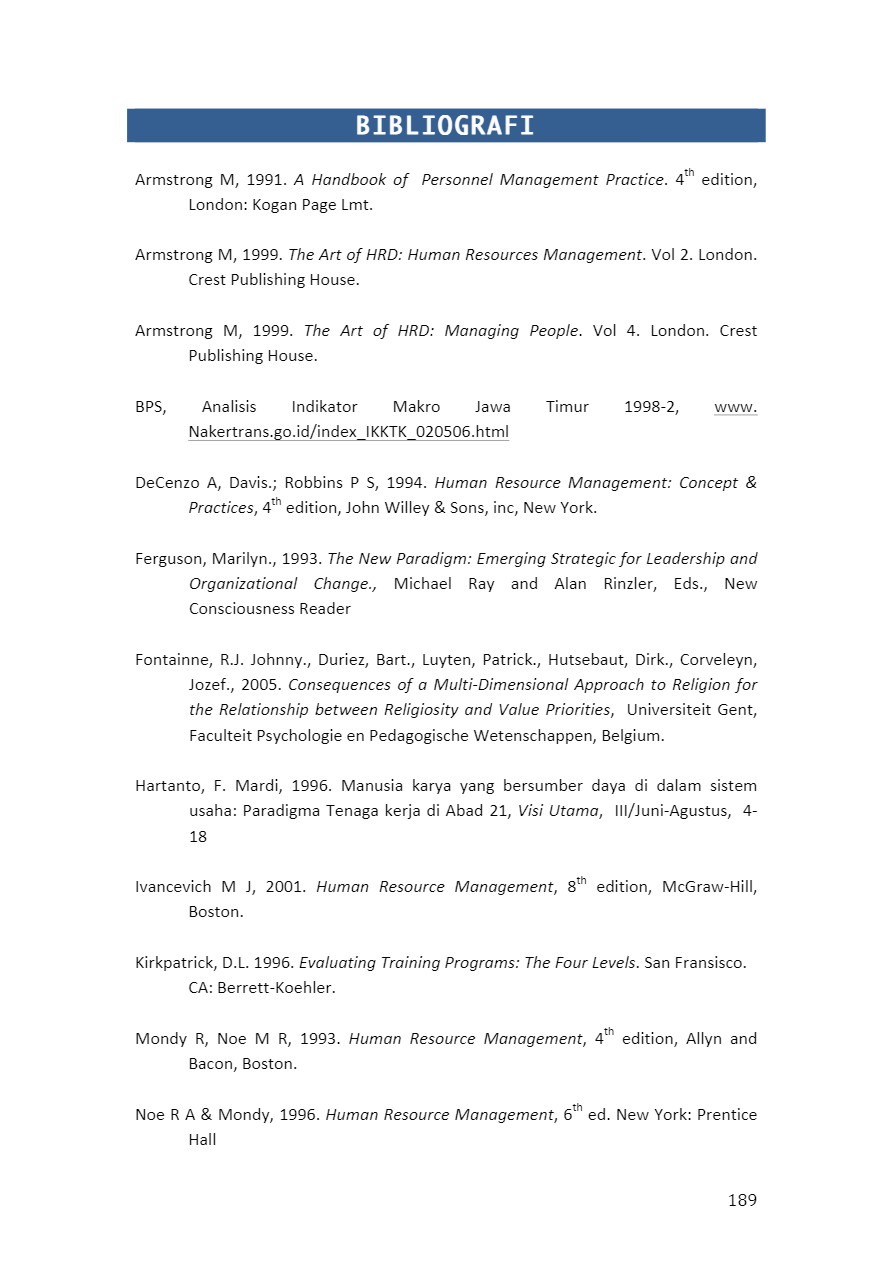 BIBLIOGRAFI
Armstrong M, 1991. A Handbook of Personnel Management Practice. 4th edition,
London: Kogan Page Lmt.
Armstrong M, 1999. The Art of HRD: Human Resources Management. Vol 2. London.
Crest Publishing House.
Armstrong M, 1999. The Art of HRD: Managing People. Vol 4. London. Crest
Publishing House.
BPS, Analisis Indikator Makro Jawa Timur 1998-2, www.
Nakertrans.go.id/index_IKKTK_020506.html
DeCenzo A, Davis.; Robbins P S, 1994. Human Resource Management: Concept &
Practices, 4th edition, John Willey & Sons, inc, New York.
Ferguson, Marilyn., 1993. The New Paradigm: Emerging Strategic for Leadership and
Organizational Change., Michael Ray and Alan Rinzler, Eds., New
Consciousness Reader
Fontainne, R.J. Johnny., Duriez, Bart., Luyten, Patrick., Hutsebaut, Dirk., Corveleyn,
Jozef., 2005. Consequences of a Multi-Dimensional Approach to Religion for
the Relationship between Religiosity and Value Priorities, Universiteit Gent,
Faculteit Psychologie en Pedagogische Wetenschappen, Belgium.
Hartanto, F. Mardi, 1996. Manusia karya yang bersumber daya di dalam sistem
usaha: Paradigma Tenaga kerja di Abad 21, Visi Utama, III/Juni-Agustus, 4-
18
Ivancevich M J, 2001. Human Resource Management, 8th edition, McGraw-Hill,
Boston.
Kirkpatrick, D.L. 1996. Evaluating Training Programs: The Four Levels. San Fransisco.
CA: Berrett-Koehler.
Mondy R, Noe M R, 1993. Human Resource Management, 4th edition, Allyn and
Bacon, Boston.
Noe R A & Mondy, 1996. Human Resource Management, 6th ed. New York: Prentice
Hall
189